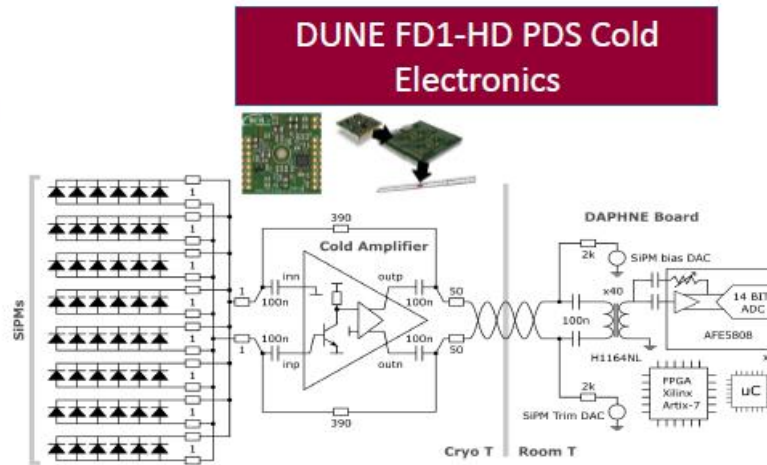 DUNE FD1-HD PDS Cold
Electronics
SiPMs
1
1
1
1
1
1
1
1
390
Cold Amplifier
inn
outp
1
100n
100n
50
100n
100n
50
1
inp
outn
390
Cryo T
Room T
DAPHNE Board
2k
SiPM bias DAC
x40
100n
14 BIT
ADC
AFE5808
H1164NL
x
2k
SiPM Trim DAC
FPGA
Xilinx
Artix-7
uC